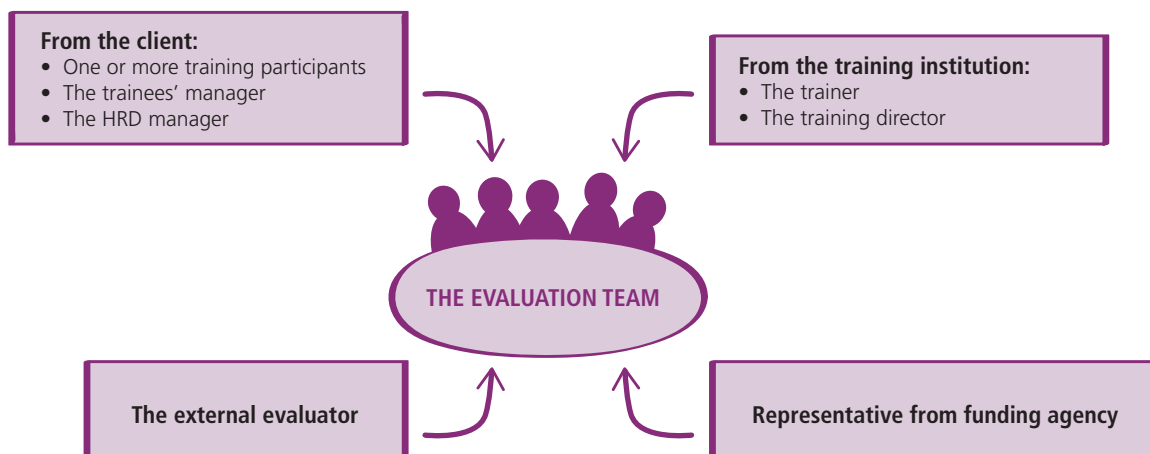 From the client:
• One or more training participants
• The trainees’ manager
• The HRD manager
From the training institution:
• The trainer
• The training director
THE EVALUATION TEAM
The external evaluator
Representative from funding agency